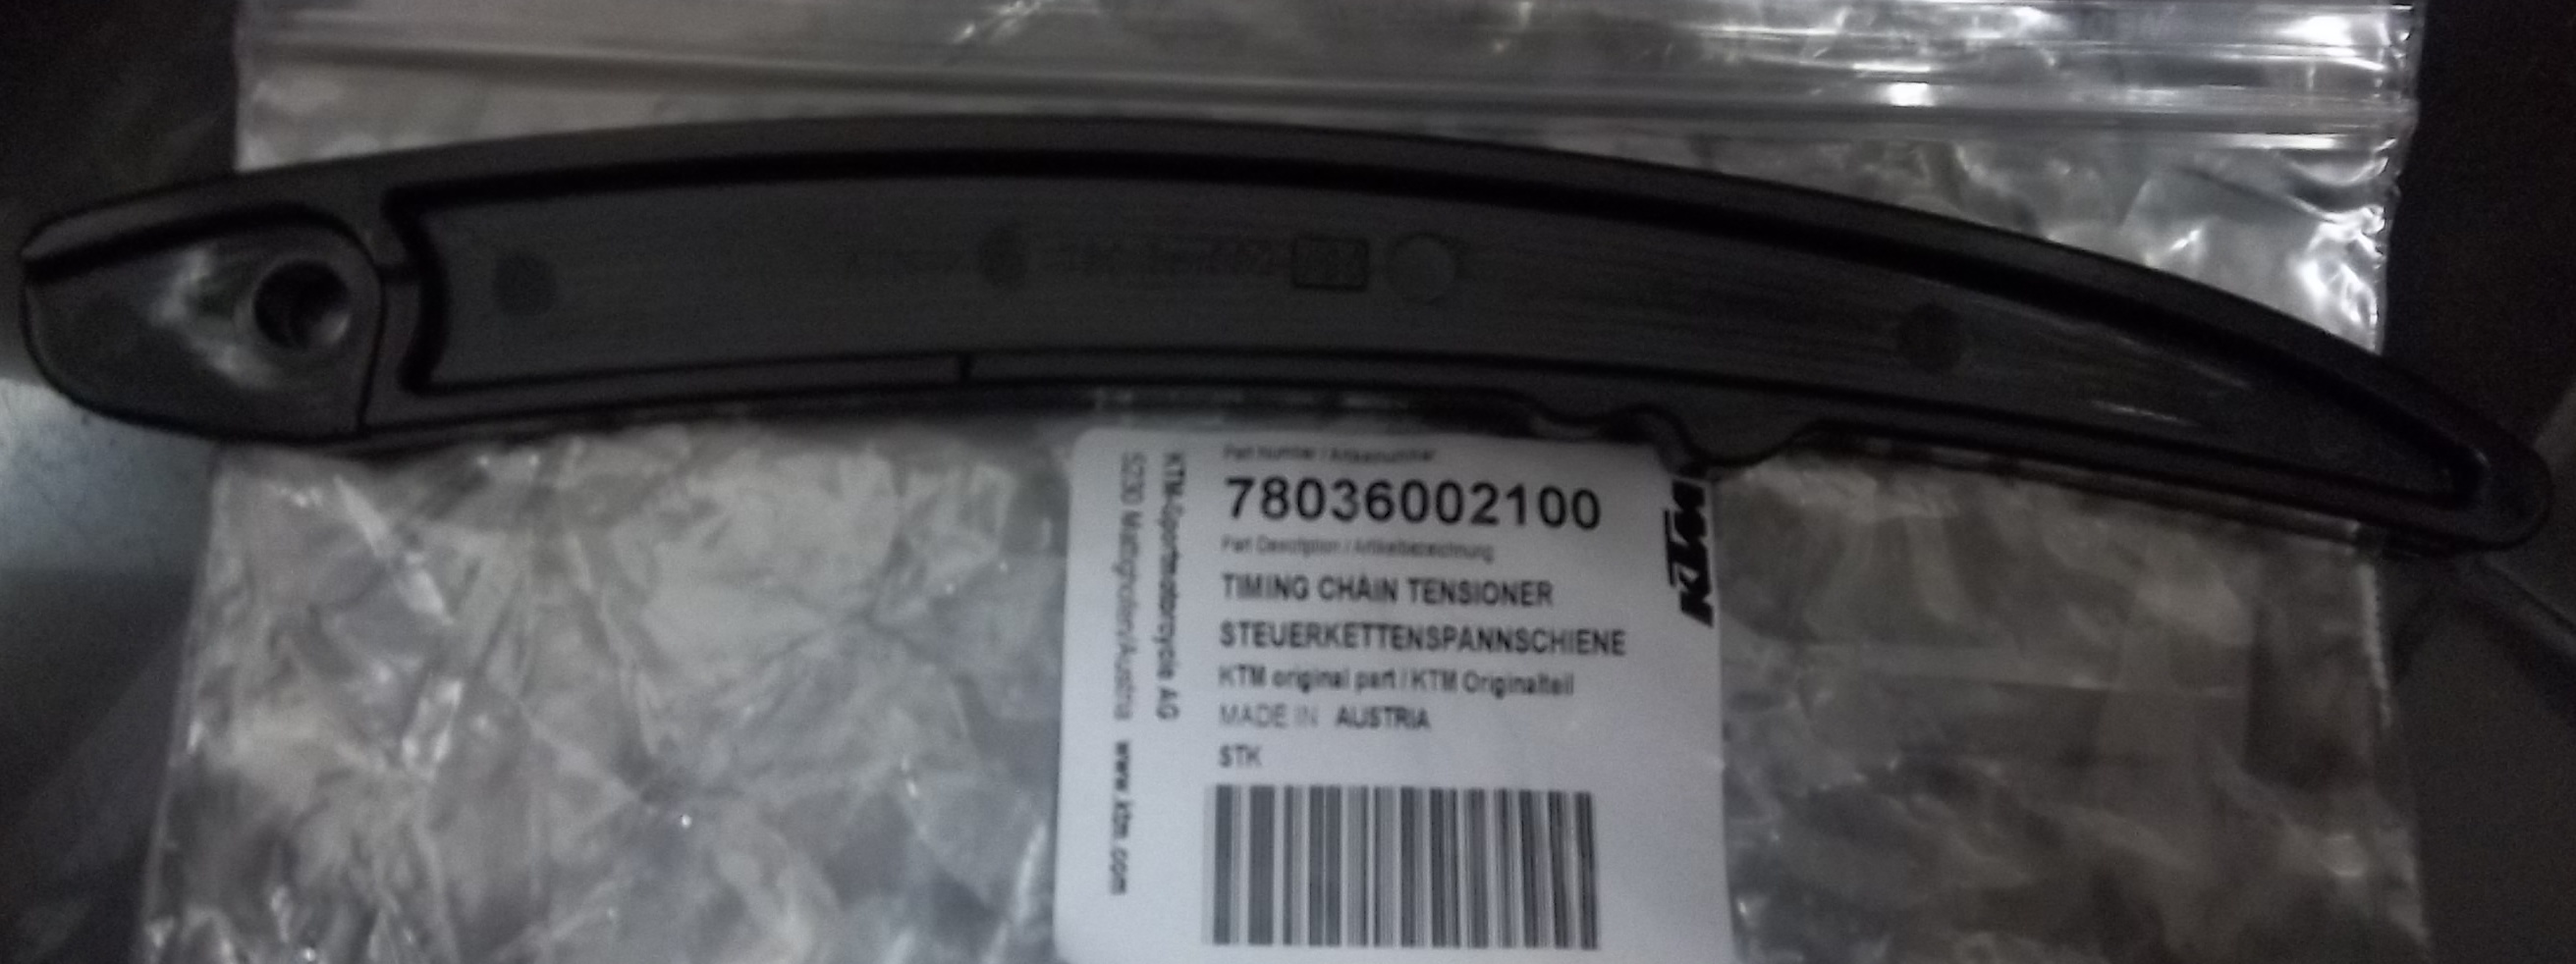 Part Number / Artikelnummer
78036002100
Part Description / Artikelbezeichnung
TIMING CHAIN TENSIONER
STEUERKETTENSPANNSCHIENE
KTM original part / KTM Originalteil
MADE IN AUSTRIA
STK
KTM
KTM-Sportmotorcycle AG
5230 Mattighofen/Austria www.ktm.com